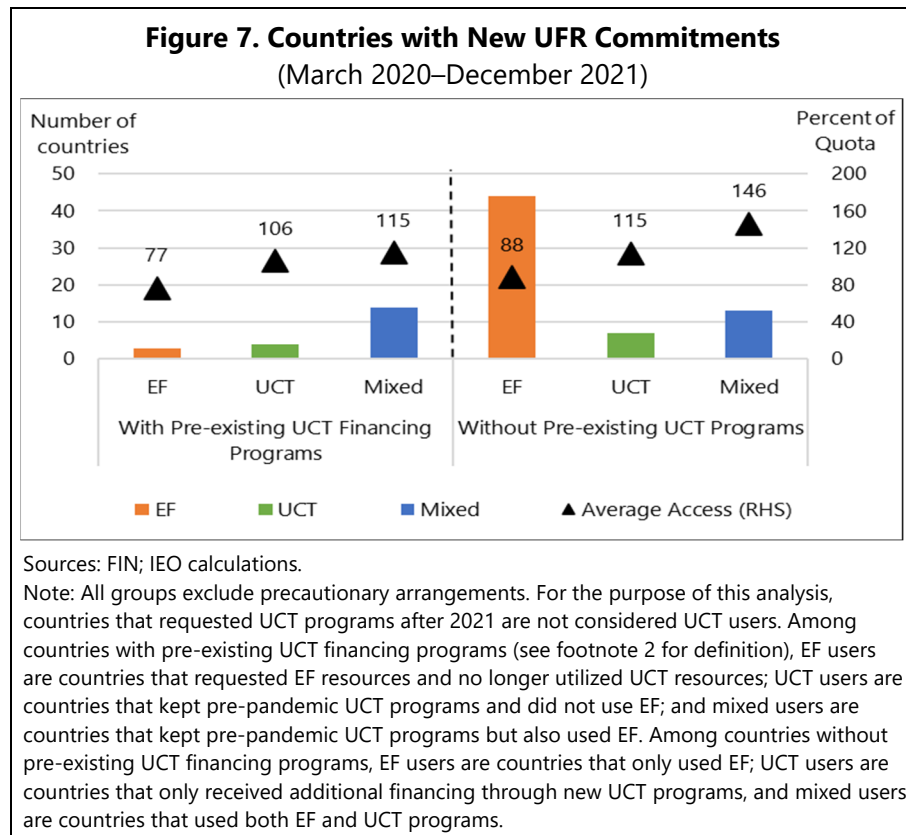 Figure 7. Countries with New UFR Commitments
(March 2020–December 2021)
Number of
countries
Percent of
Quota
50
40
30
20
10
0
200
160
120
80
40
0
77
106
115
88
115
146
EF
UCT
Mixed
EF
UCT
Mixed
With Pre-existing UCT Financing
Programs
Without Pre-existing UCT Programs
EF
UCT
Mixed
Average Access (RHS)
Sources: FIN; IEO calculations.
Note: All groups exclude precautionary arrangements. For the purpose of this analysis,
countries that requested UCT programs after 2021 are not considered UCT users. Among
countries with pre-existing UCT financing programs (see footnote 2 for definition), EF users
are countries that requested EF resources and no longer utilized UCT resources; UCT users are
countries that kept pre-pandemic UCT programs and did not use EF; and mixed users are
countries that kept pre-pandemic UCT programs but also used EF. Among countries without
pre-existing UCT financing programs, EF users are countries that only used EF; UCT users are
countries that only received additional financing through new UCT programs, and mixed users
are countries that used both EF and UCT programs.